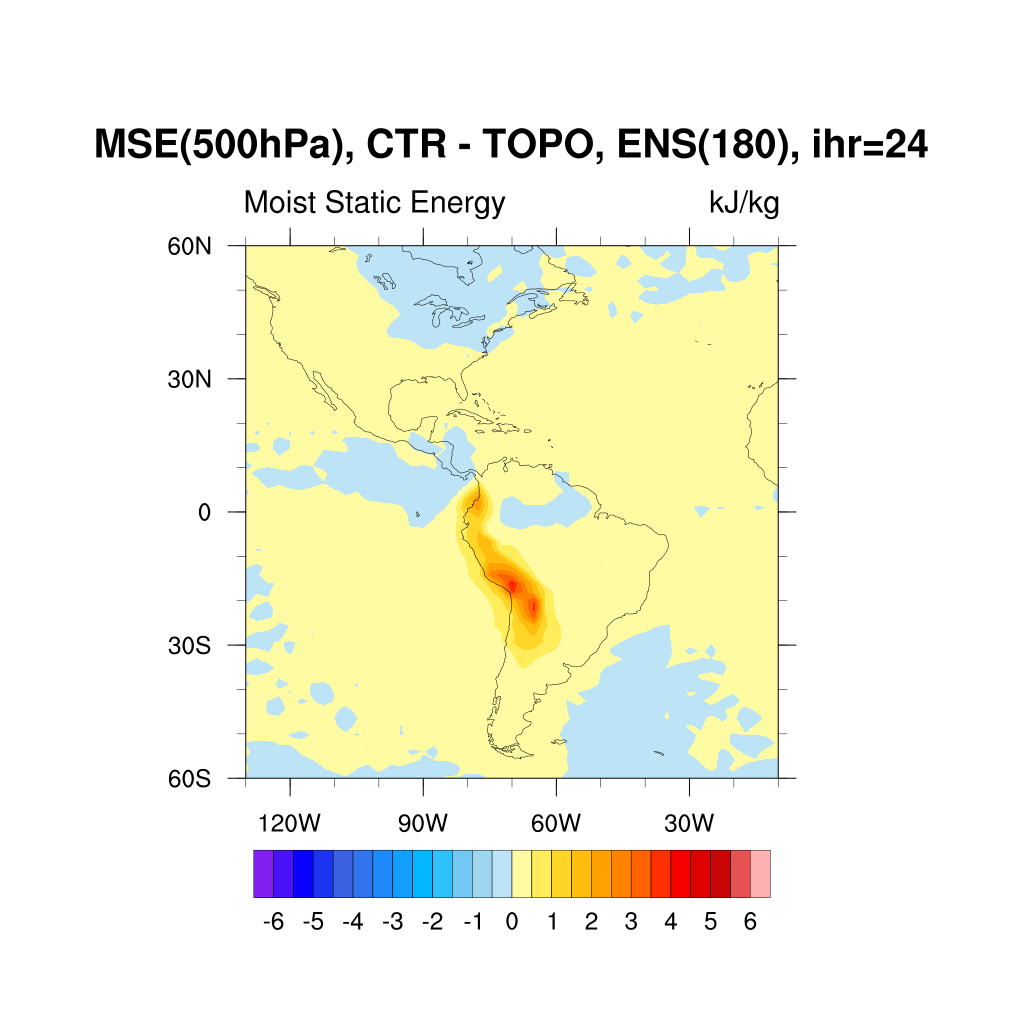 MSE(500hPa), CTR - TOPO, ENS(180), ihr=24
Moist Static Energy kJ/kg
60N
30N
0
30S
60S
120W 90W 60W 30W
-6 -5 -4 -3 -2 -1 0 1 2 3 4 5 6